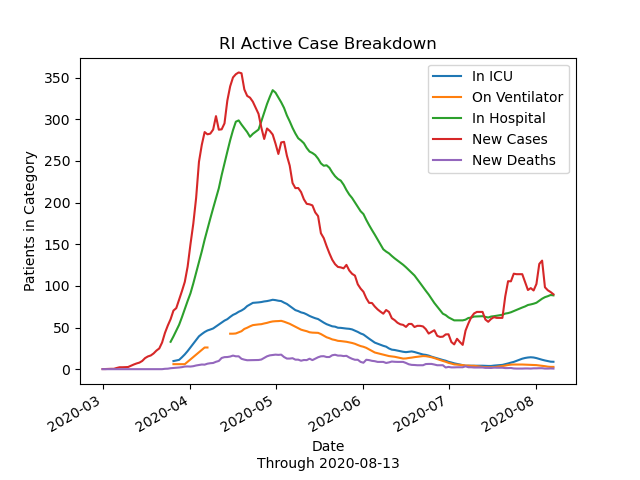 RI Active Case Breakdown
Patients in Category
350
300
250
200
150
100
50
0
In ICU
On Ventilator
In Hospital
New Cases
New Deaths
2020-03
2020-04
2020-05
2020-06
2020-07
2020-08
Date
Through 2020-08-13